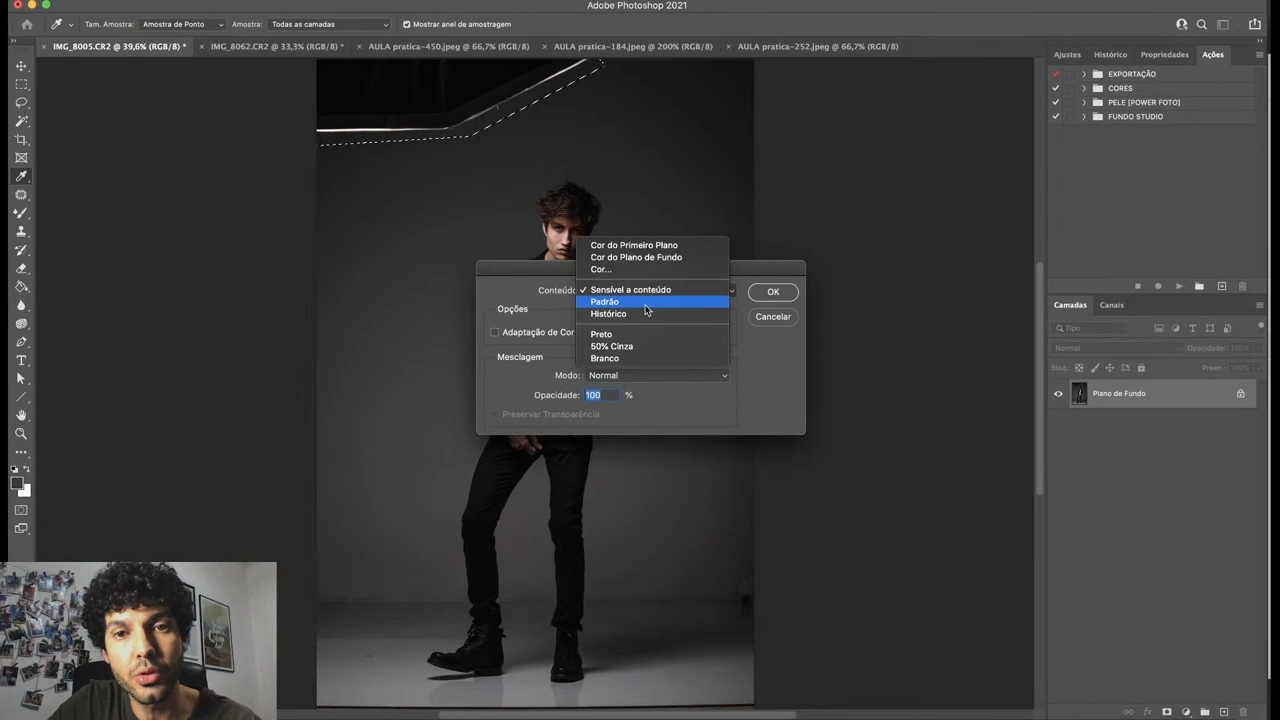 Adobe Photoshop 2021
Tam. Amostra: Amostra de Ponto Amostra: Todas as camadas Mostrar anel de amostragem
IMG_8005.CR2 @ 39,6% (RGB/8) * IMG_8062.CR2 @ 33,3% (RGB/8) * AULA pratica-450.jpeg @ 66,7% (RGB/8) AULA pratica-184.jpeg @ 200% (RGB/8) AULA pratica-252.jpeg @ 66,7% (RGB/8)
Ajustes Histórico Propriedades Ações
EXPORTAÇÃO
CORES
PELE [POWER FOTO]
FUNDO STUDIO
Cor do Primeiro Plano
Cor do Plano de Fundo
Cor...
Conteúdo
Sensível a conteúdo
OK
Padrão
Opções
Histórico
Cancelar
Adaptação de Cor
Preto
50% Cinza
Branco
Mesclagem
Modo: Normal
Opacidade: 100 %
Preservar Transparência
Camadas Canais
Tipo
Normal Opacidade: 100%
Bloq.: Preen.: 100%
Plano de Fundo